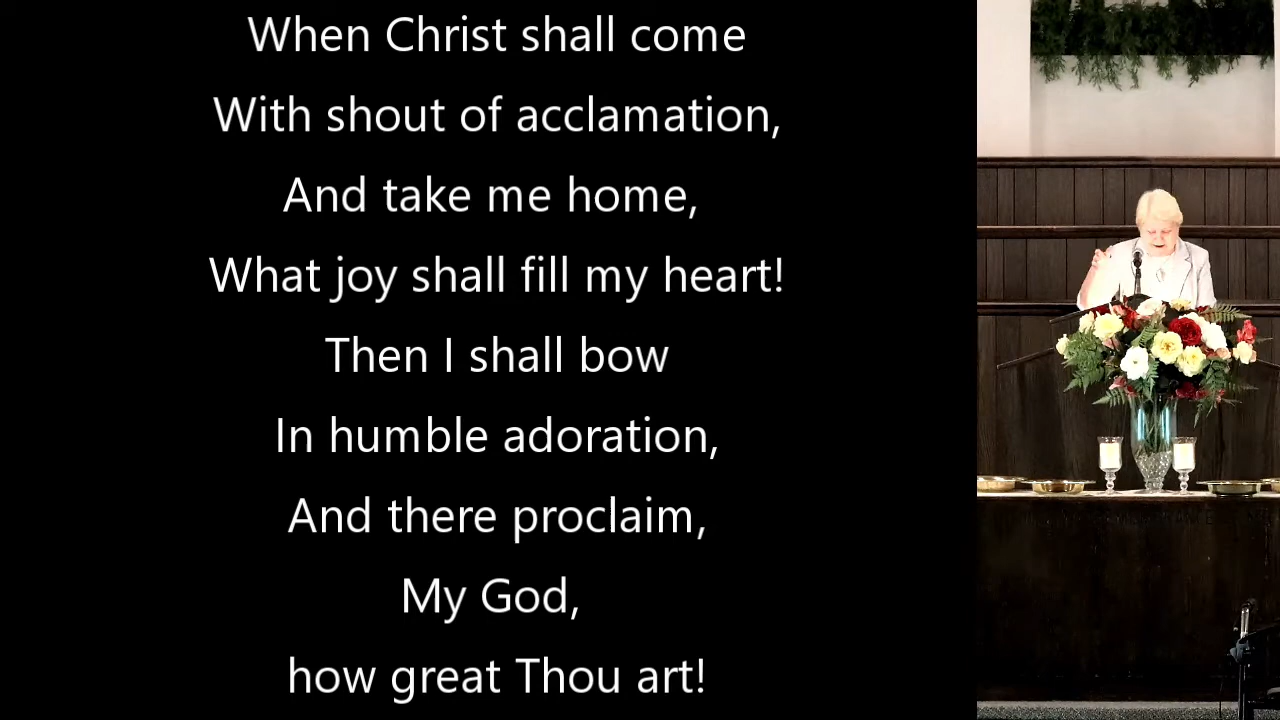 When Christ shall come
With shout of acclamation,
And take me home,
What joy shall fill my heart!
Then I shall bow
In humble adoration,
And there proclaim,
My God,
how great Thou art!